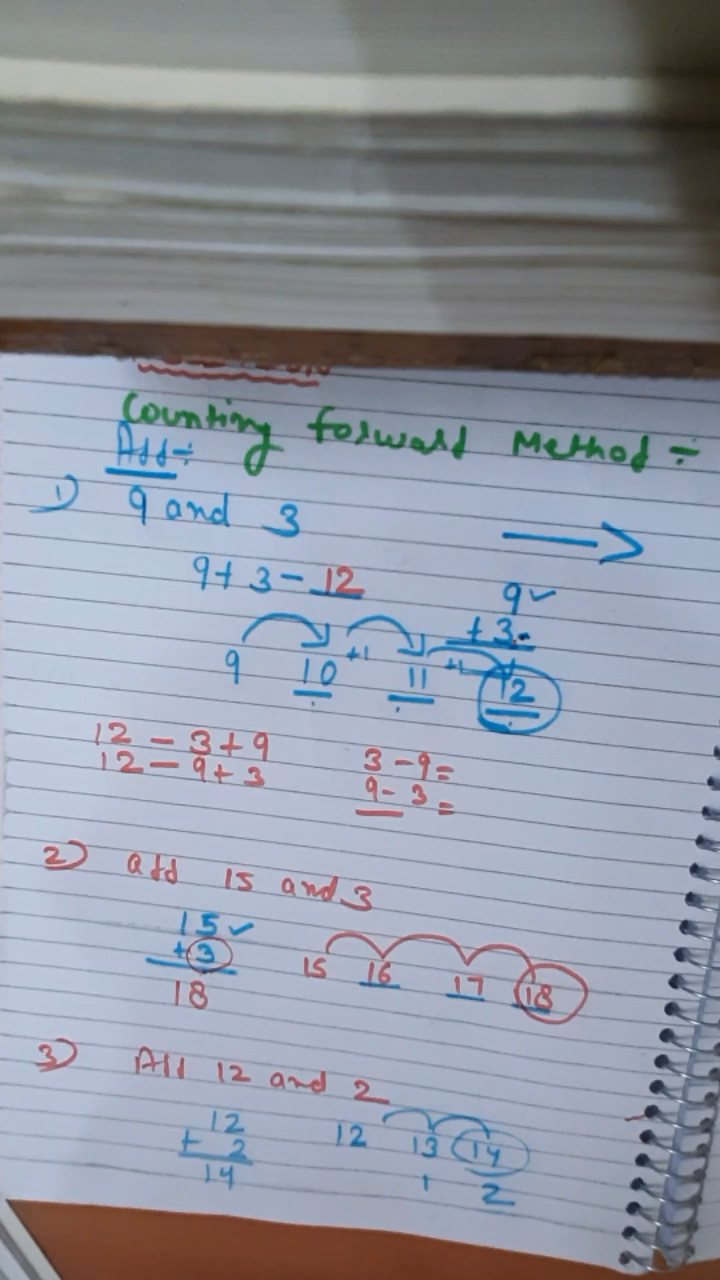 Counting forward Method ÷
Add ÷
1) 9 and 3
9 + 3 - 12
9 ✓
+ 3
9 10 +1 11 +1 12
12 - 3 + 9
12 - 9 + 3
3 - 9 =
9 - 3 =
2) add 15 and 3
15 ✓
+ 3
18
15 16 17 18
3) Add 12 and 2
12
+ 2
14
12 13 14
1 2